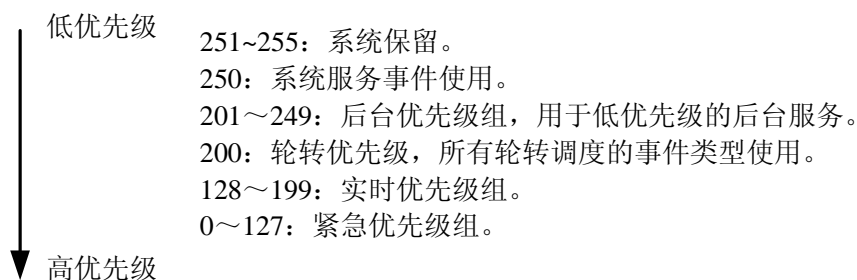 低优先级
251~255：系统保留。
250：系统服务事件使用。
201～249：后台优先级组，用于低优先级的后台服务。
200：轮转优先级，所有轮转调度的事件类型使用。
128～199：实时优先级组。
0～127：紧急优先级组。
高优先级